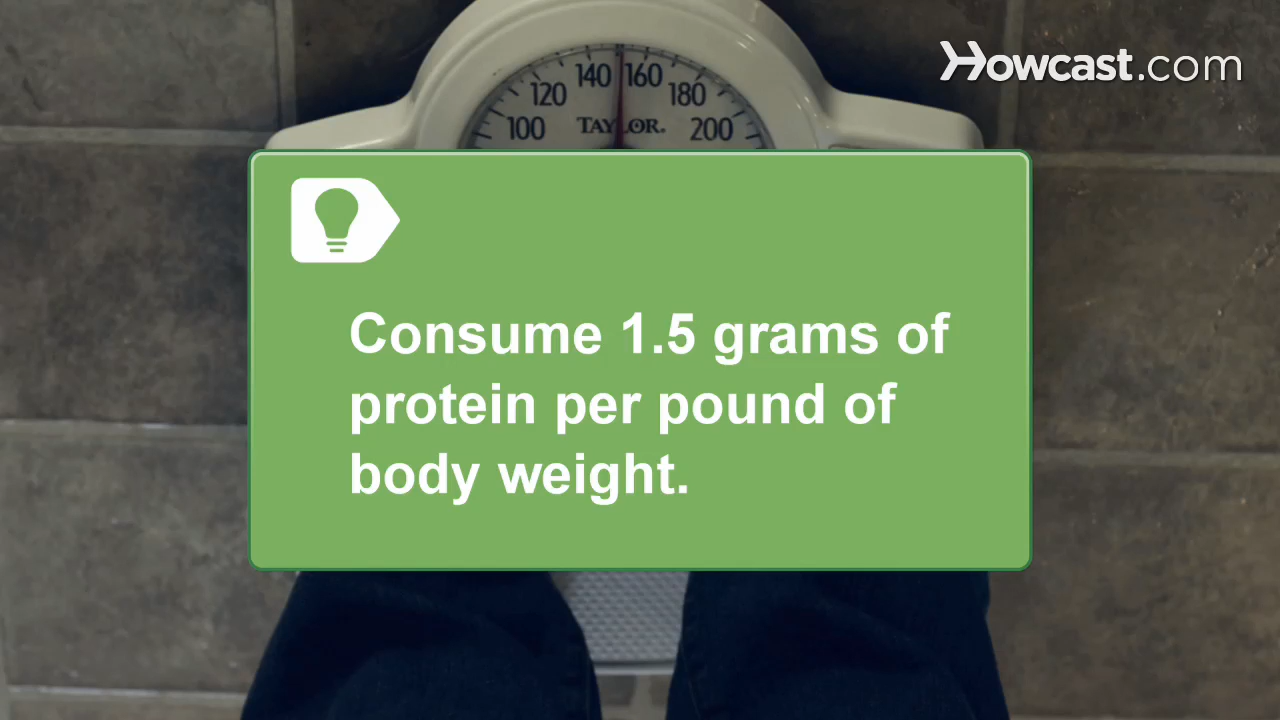 Howcast.com
140 160
120 180
100 TAYLOR. 200
Consume 1.5 grams of
protein per pound of
body weight.